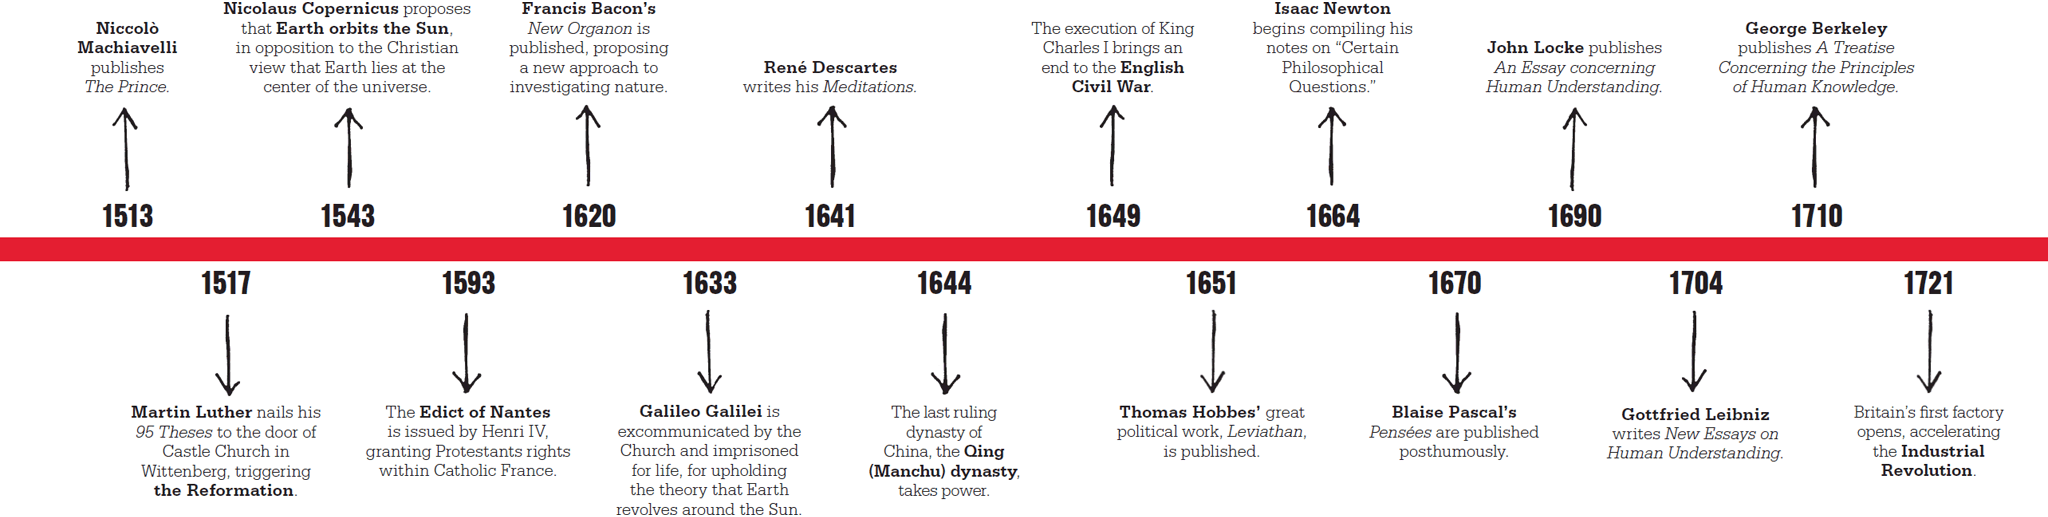 Niccolò
Machiavelli
publishes
The Prince.
Nicolaus Copernicus proposes
that Earth orbits the Sun,
in opposition to the Christian
view that Earth lies at the
center of the universe.
Francis Bacon’s
New Organon is
published, proposing
a new approach to
investigating nature.
René Descartes
writes his Meditations.
The execution of King
Charles I brings an
end to the English
Civil War.
Isaac Newton
begins compiling his
notes on “Certain
Philosophical
Questions.”
John Locke publishes
An Essay concerning
Human Understanding.
George Berkeley
publishes A Treatise
Concerning the Principles
of Human Knowledge.
1513
1543
1620
1641
1649
1664
1690
1710
1517
1593
1633
1644
1651
1670
1704
1721
Martin Luther nails his
95 Theses to the door of
Castle Church in
Wittenberg, triggering
the Reformation.
The Edict of Nantes
is issued by Henri IV,
granting Protestants rights
within Catholic France.
Galileo Galilei is
excommunicated by the
Church and imprisoned
for life, for upholding
the theory that Earth
revolves around the Sun.
The last ruling
dynasty of
China, the Qing
(Manchu) dynasty,
takes power.
Thomas Hobbes’ great
political work, Leviathan,
is published.
Blaise Pascal’s
Pensées are published
posthumously.
Gottfried Leibniz
writes New Essays on
Human Understanding.
Britain’s first factory
opens, accelerating
the Industrial
Revolution.